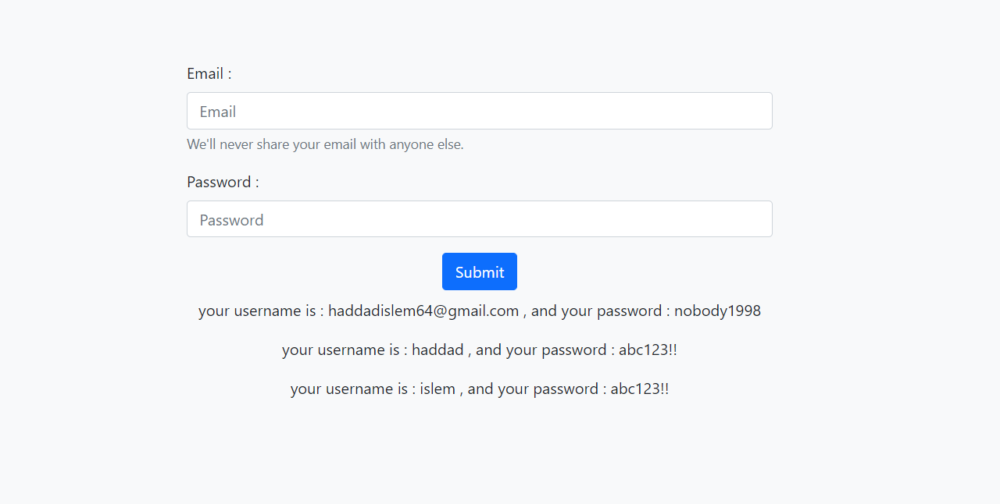 Email :
Email
We'll never share your email with anyone else.
Password :
Password
Submit
your username is : haddadislem64@gmail.com , and your password : nobody1998
your username is : haddad , and your password : abc123!!
your username is : islem , and your password : abc123!!